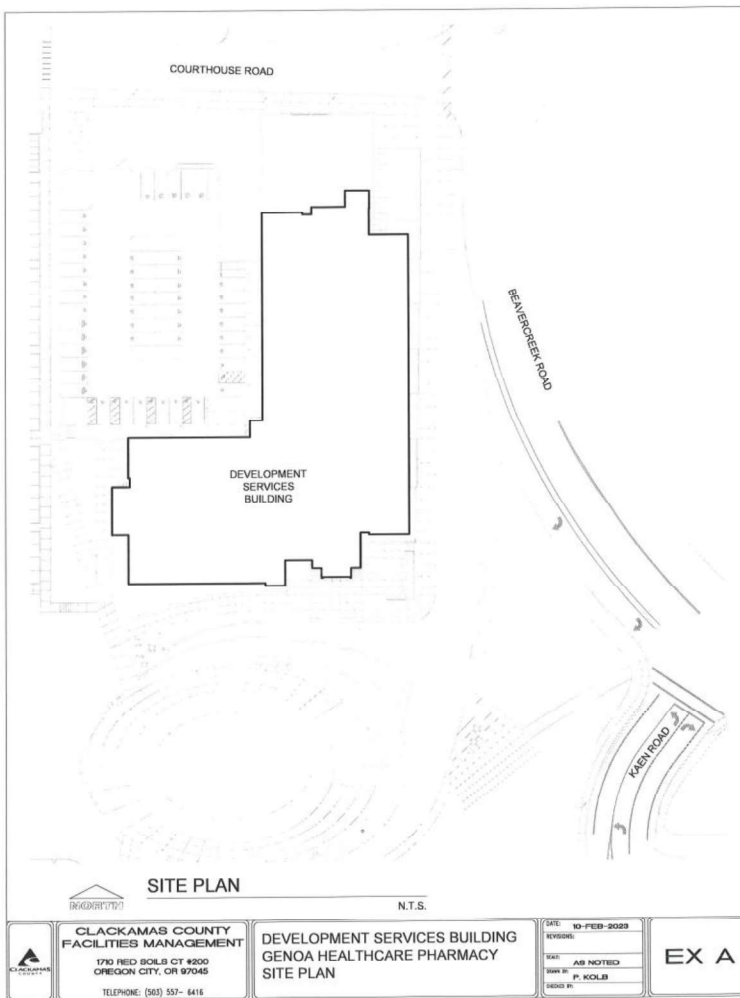 COURTHOUSE ROAD
BEAVERCREEK ROAD
DEVELOPMENT
SERVICES
BUILDING
KAEN ROAD
NORTH
SITE PLAN
N.T.S.
CLACKAMAS
COUNTY
CLACKAMAS COUNTY
FACILITIES MANAGEMENT
1710 RED SOILS CT #200
OREGON CITY, OR 97045
TELEPHONE: (503) 557- 6416
DEVELOPMENT SERVICES BUILDING
GENOA HEALTHCARE PHARMACY
SITE PLAN
DATE: 10-FEB-2023
REVISIONS:
SCALE: AS NOTED
DRAWN BY: P. KOLB
CHECKED BY:
EX A